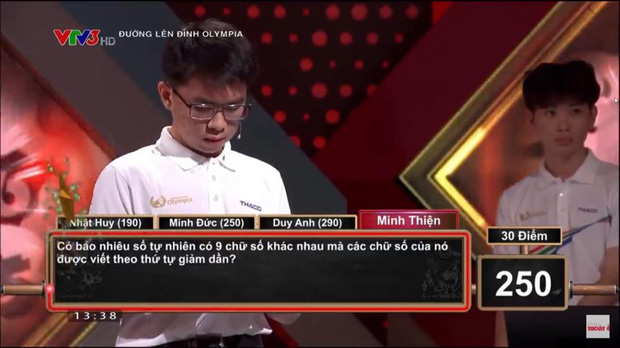 VTV3 HD
ĐƯỜNG LÊN ĐỈNH OLYMPIA
Olympia
THACO
Nhật Huy (190)
Minh Đức (250)
Duy Anh (290)
Minh Thiện
30 Điểm
Có bao nhiêu số tự nhiên có 9 chữ số khác nhau mà các chữ số của nó
được viết theo thứ tự giảm dần?
250
13:38